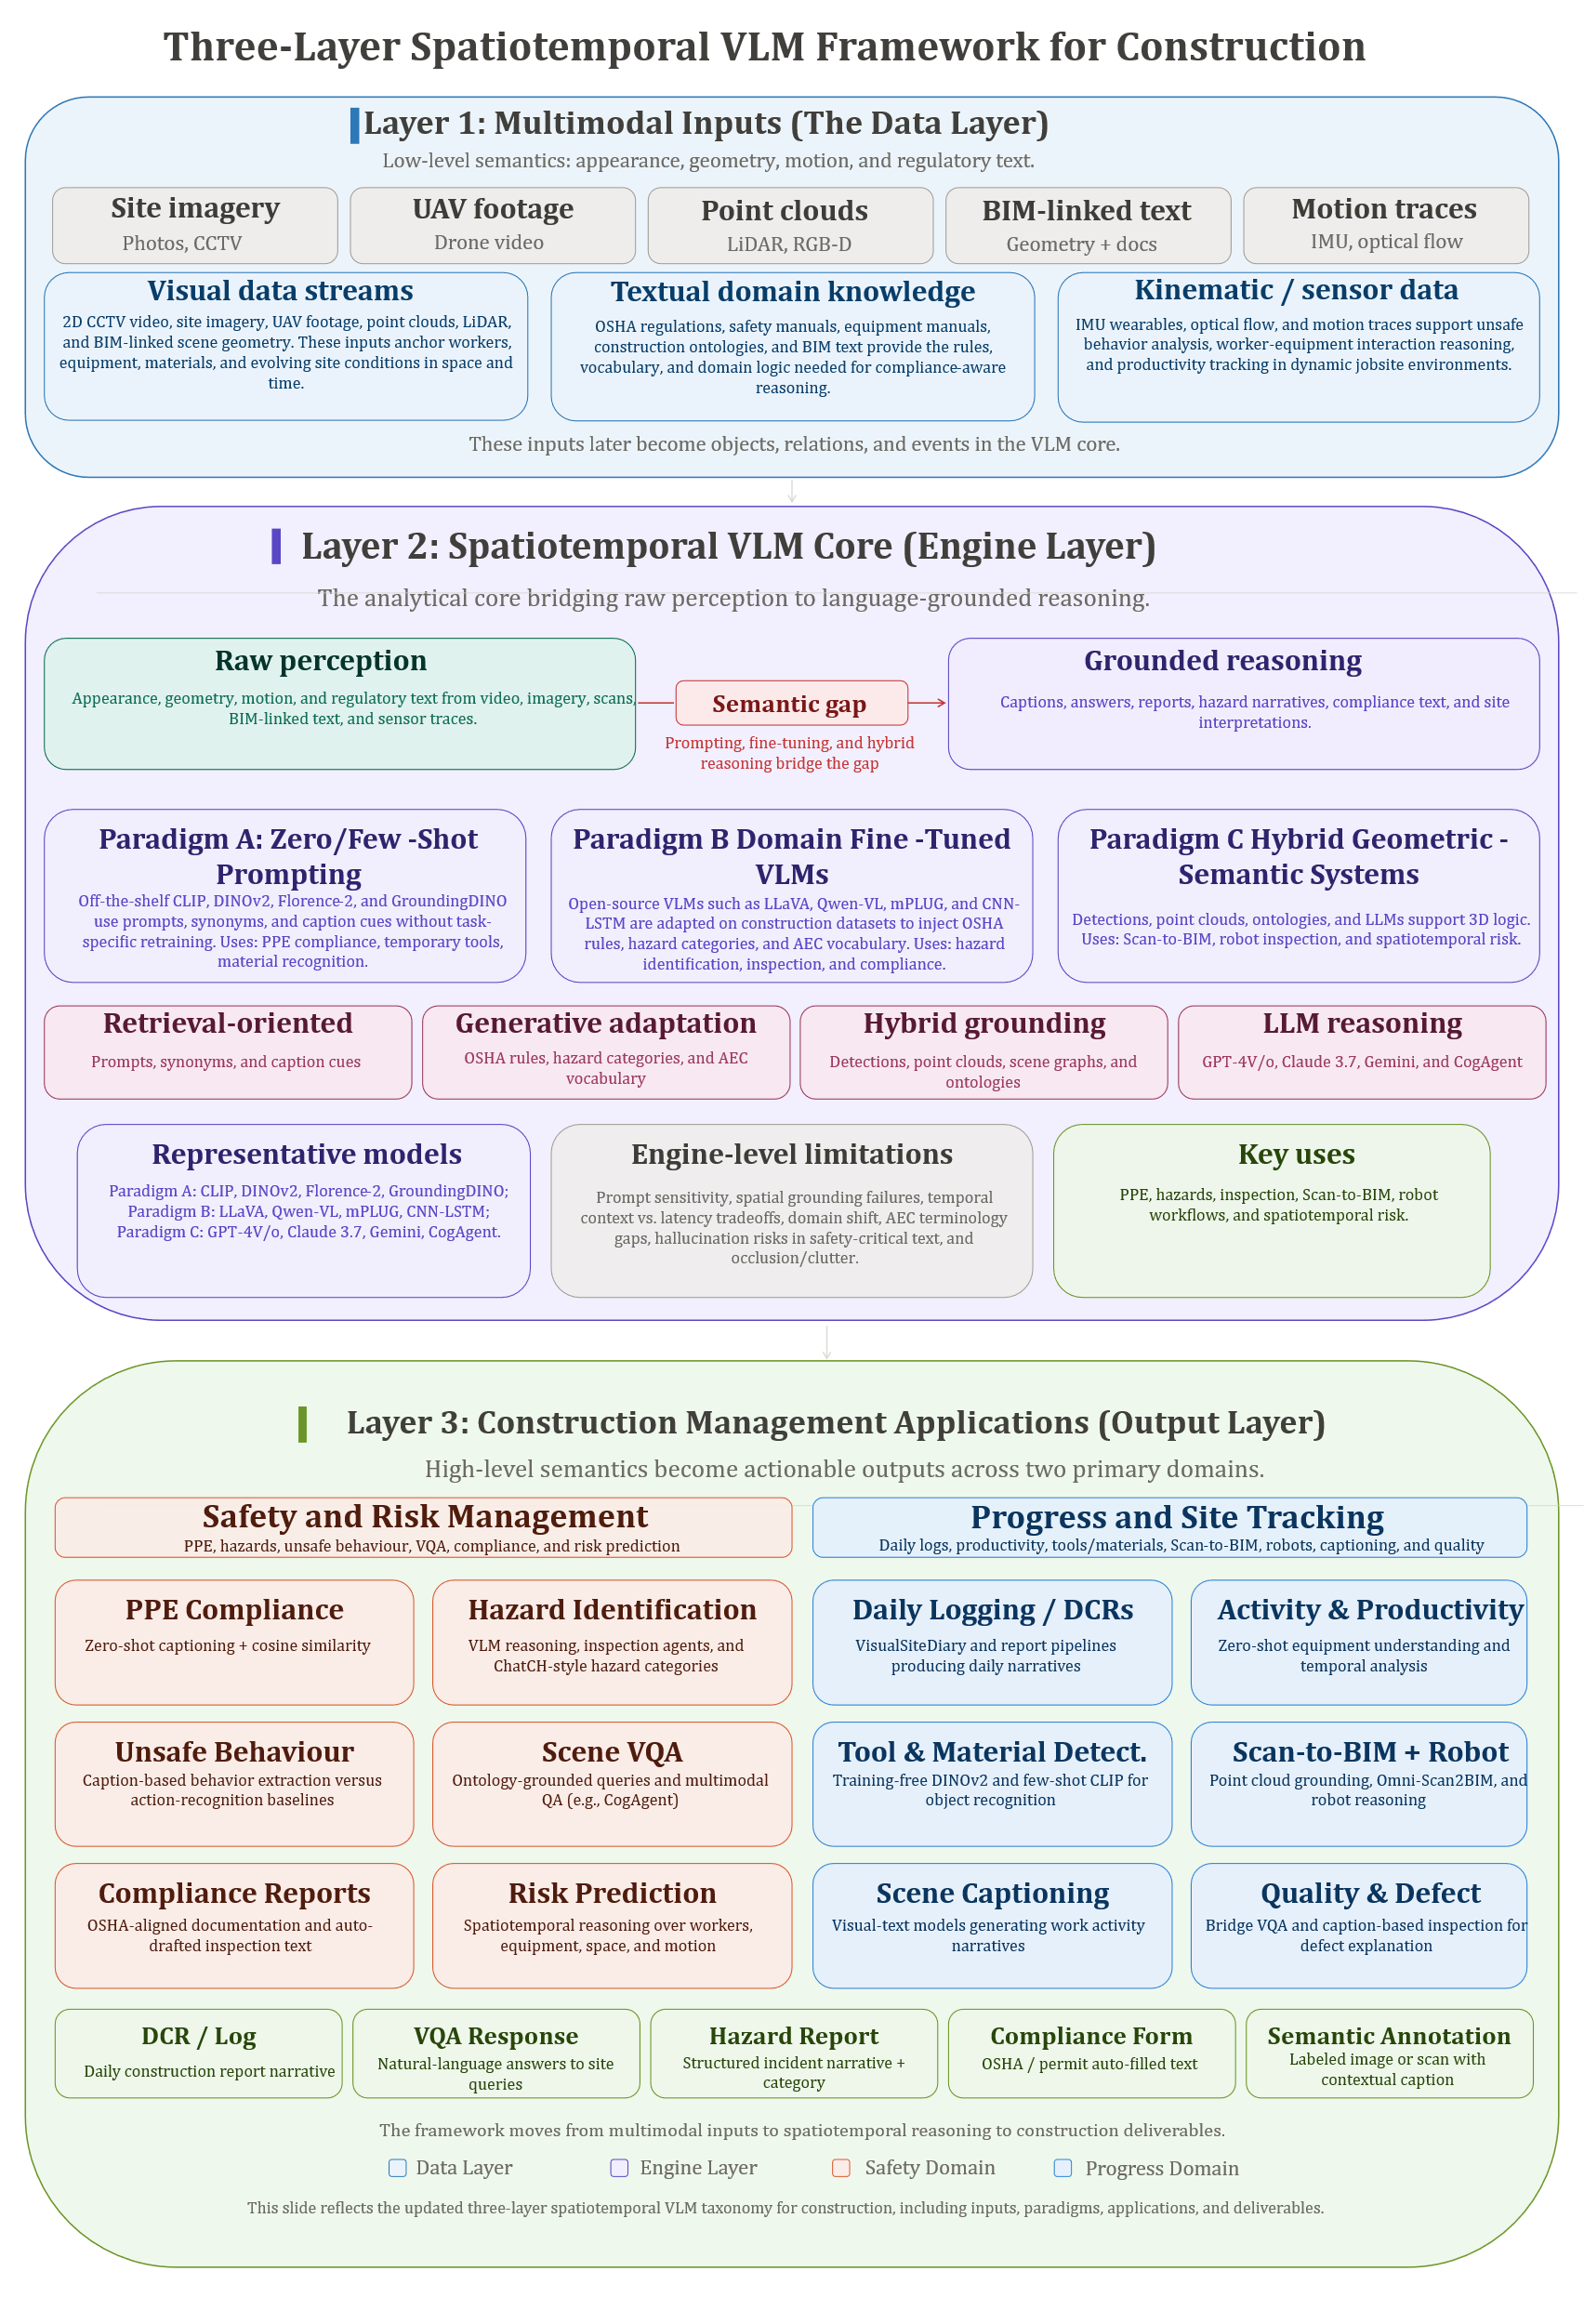 Three-Layer Spatiotemporal VLM Framework for Construction
Layer 1: Multimodal Inputs (The Data Layer)
Low-level semantics: appearance, geometry, motion, and regulatory text.
Site imagery
Photos, CCTV
UAV footage
Drone video
Point clouds
LiDAR, RGB-D
BIM-linked text
Geometry + docs
Motion traces
IMU, optical flow
Visual data streams
2D CCTV video, site imagery, UAV footage, point clouds, LiDAR,
and BIM-linked scene geometry. These inputs anchor workers,
equipment, materials, and evolving site conditions in space and
time.
Textual domain knowledge
OSHA regulations, safety manuals, equipment manuals,
construction ontologies, and BIM text provide the rules,
vocabulary, and domain logic needed for compliance-aware
reasoning.
Kinematic / sensor data
IMU wearables, optical flow, and motion traces support unsafe
behavior analysis, worker-equipment interaction reasoning,
and productivity tracking in dynamic jobsite environments.
These inputs later become objects, relations, and events in the VLM core.
Layer 2: Spatiotemporal VLM Core (Engine Layer)
The analytical core bridging raw perception to language-grounded reasoning.
Raw perception
Appearance, geometry, motion, and regulatory text from video, imagery, scans,
BIM-linked text, and sensor traces.
Semantic gap
Prompting, fine-tuning, and hybrid
reasoning bridge the gap
Grounded reasoning
Captions, answers, reports, hazard narratives, compliance text, and site
interpretations.
Paradigm A: Zero/Few -Shot
Prompting
Off-the-shelf CLIP, DINOv2, Florence-2, and GroundingDINO
use prompts, synonyms, and caption cues without task-
specific retraining. Uses: PPE compliance, temporary tools,
material recognition.
Paradigm B Domain Fine -Tuned
VLMs
Open-source VLMs such as LLaVA, Qwen-VL, mPLUG, and CNN-
LSTM are adapted on construction datasets to inject OSHA
rules, hazard categories, and AEC vocabulary. Uses: hazard
identification, inspection, and compliance.
Paradigm C Hybrid Geometric -
Semantic Systems
Detections, point clouds, ontologies, and LLMs support 3D logic.
Uses: Scan-to-BIM, robot inspection, and spatiotemporal risk.
Retrieval-oriented
Prompts, synonyms, and caption cues
Generative adaptation
OSHA rules, hazard categories, and AEC
vocabulary
Hybrid grounding
Detections, point clouds, scene graphs, and
ontologies
LLM reasoning
GPT-4V/o, Claude 3.7, Gemini, and CogAgent
Representative models
Paradigm A: CLIP, DINOv2, Florence-2, GroundingDINO;
Paradigm B: LLaVA, Qwen-VL, mPLUG, CNN-LSTM;
Paradigm C: GPT-4V/o, Claude 3.7, Gemini, CogAgent.
Engine-level limitations
Prompt sensitivity, spatial grounding failures, temporal
context vs. latency tradeoffs, domain shift, AEC terminology
gaps, hallucination risks in safety-critical text, and
occlusion/clutter.
Key uses
PPE, hazards, inspection, Scan-to-BIM, robot
workflows, and spatiotemporal risk.
Layer 3: Construction Management Applications (Output Layer)
High-level semantics become actionable outputs across two primary domains.
Safety and Risk Management
PPE, hazards, unsafe behaviour, VQA, compliance, and risk prediction
Progress and Site Tracking
Daily logs, productivity, tools/materials, Scan-to-BIM, robots, captioning, and quality
PPE Compliance
Zero-shot captioning + cosine similarity
Hazard Identification
VLM reasoning, inspection agents, and
ChatCH-style hazard categories
Daily Logging / DCRs
VisualSiteDiary and report pipelines
producing daily narratives
Activity & Productivity
Zero-shot equipment understanding and
temporal analysis
Unsafe Behaviour
Caption-based behavior extraction versus
action-recognition baselines
Scene VQA
Ontology-grounded queries and multimodal
QA (e.g., CogAgent)
Tool & Material Detect.
Training-free DINOv2 and few-shot CLIP for
object recognition
Scan-to-BIM + Robot
Point cloud grounding, Omni-Scan2BIM, and
robot reasoning
Compliance Reports
OSHA-aligned documentation and auto-
drafted inspection text
Risk Prediction
Spatiotemporal reasoning over workers,
equipment, space, and motion
Scene Captioning
Visual-text models generating work activity
narratives
Quality & Defect
Bridge VQA and caption-based inspection for
defect explanation
DCR / Log
Daily construction report narrative
VQA Response
Natural-language answers to site
queries
Hazard Report
Structured incident narrative +
category
Compliance Form
OSHA / permit auto-filled text
Semantic Annotation
Labeled image or scan with
contextual caption
The framework moves from multimodal inputs to spatiotemporal reasoning to construction deliverables.
Data Layer
Engine Layer
Safety Domain
Progress Domain
This slide reflects the updated three-layer spatiotemporal VLM taxonomy for construction, including inputs, paradigms, applications, and deliverables.